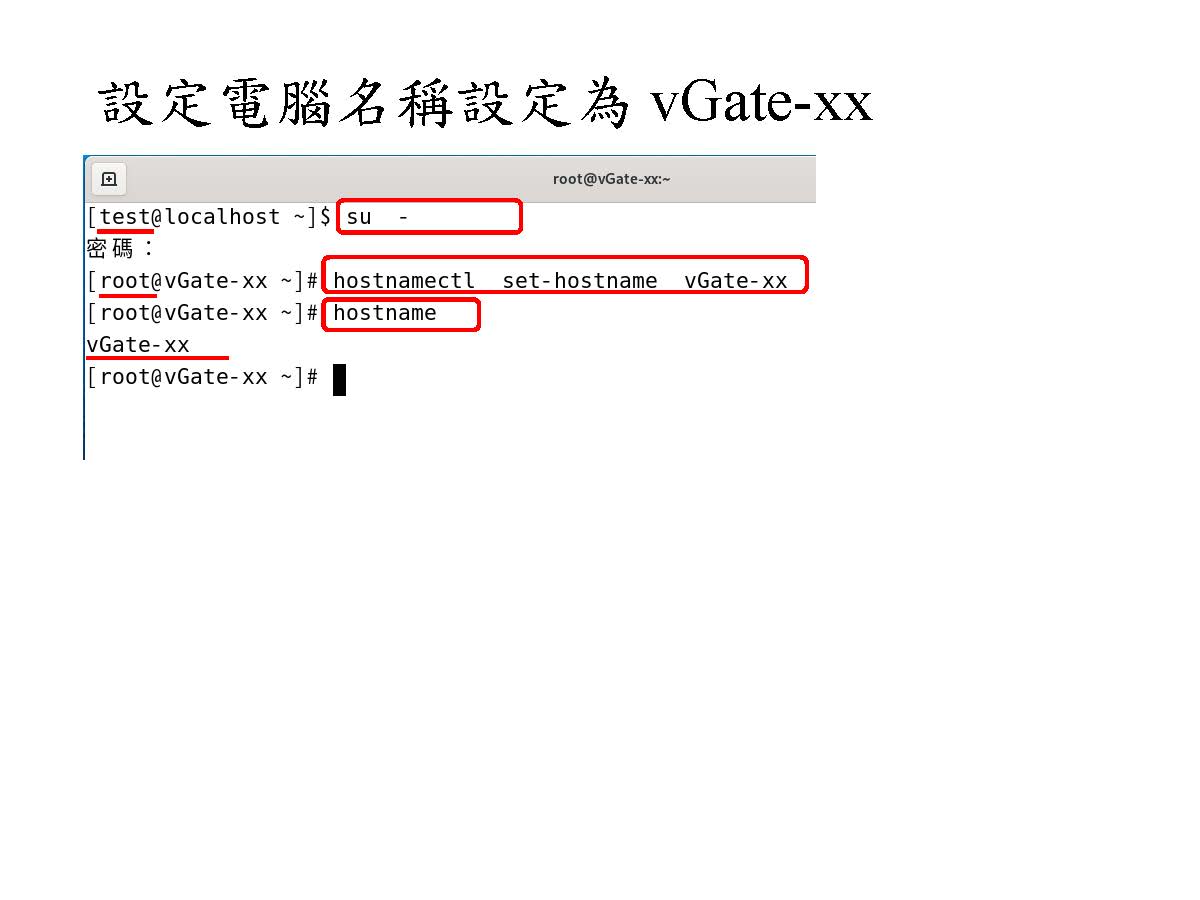 設定電腦名稱設定為 vGate-xx
root@vGate-xx:~
[test@localhost ~]$ su  -
密碼：
[root@vGate-xx ~]# hostnamectl  set-hostname  vGate-xx
[root@vGate-xx ~]# hostname
vGate-xx
[root@vGate-xx ~]#